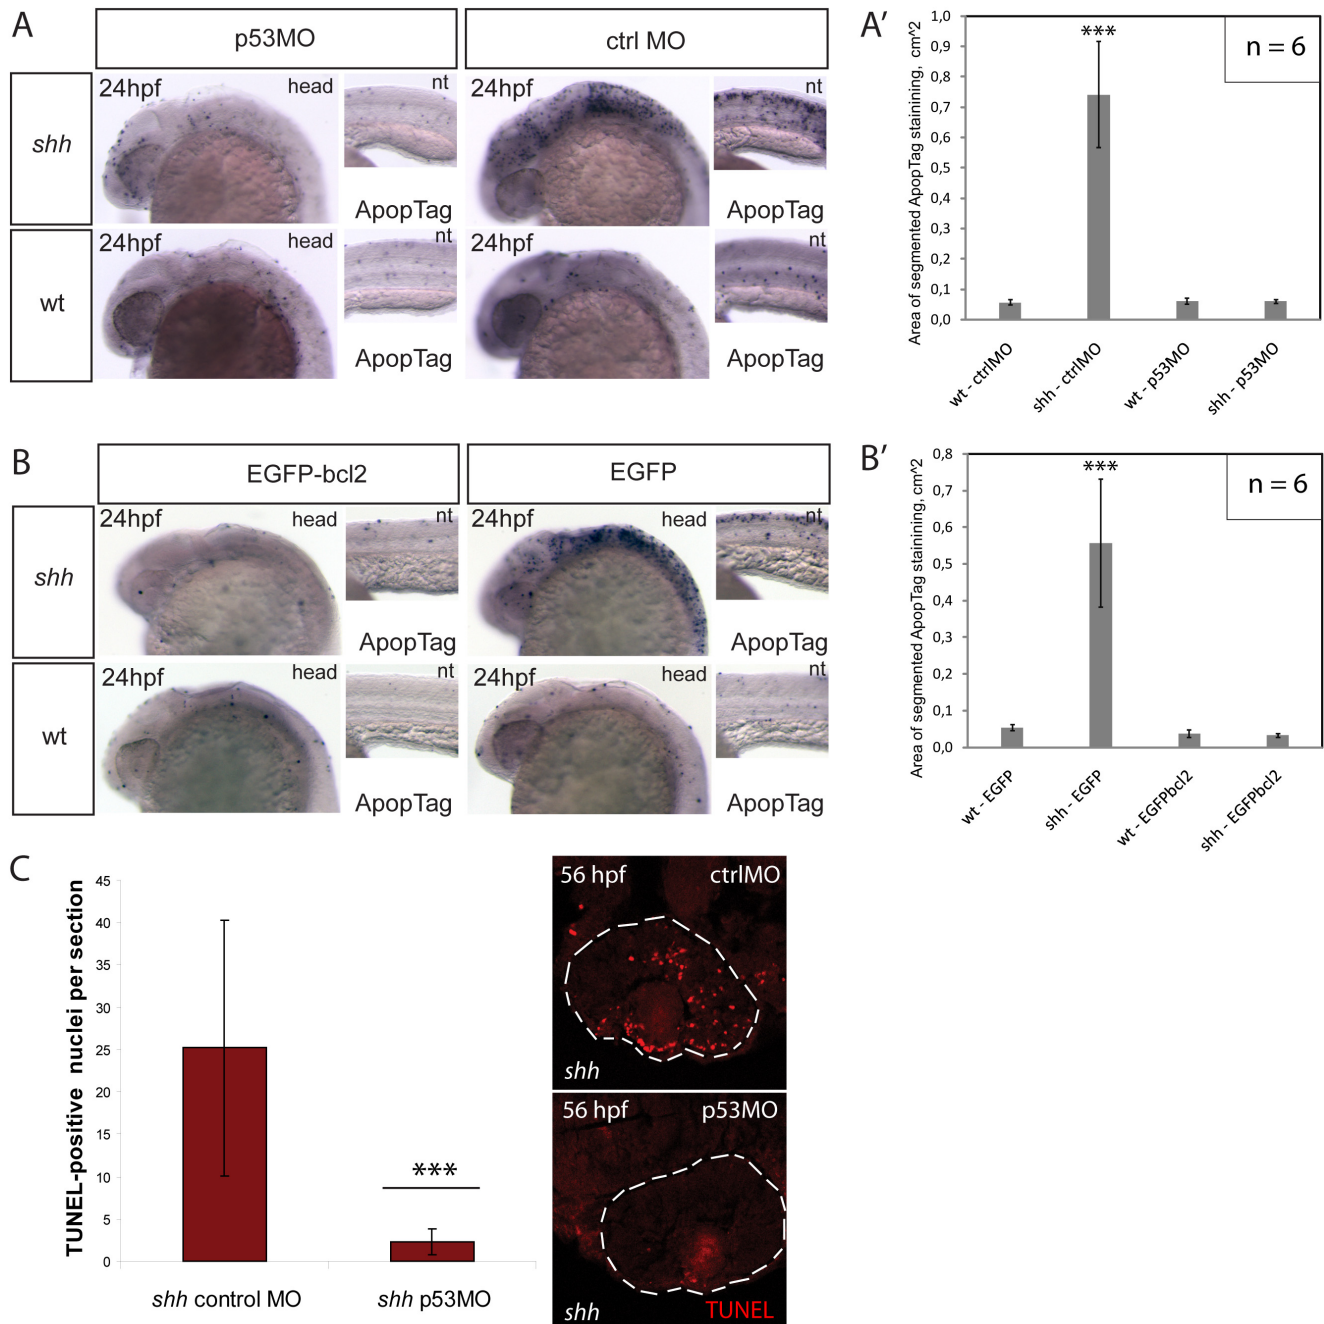 A
p53MO
ctrl MO
shh
24hpf
head
nt
ApopTag
24hpf
nt
ApopTag
wt
24hpf
head
nt
ApopTag
24hpf
nt
ApopTag
A'
Area of segmented ApopTag stainining, cm^2
1,0
0,9
0,8
0,7
0,6
0,5
0,4
0,3
0,2
0,1
0,0
***
n = 6
wt - ctrlMO
shh - ctrlMO
wt - p53MO
shh - p53MO
B
EGFP-bcl2
EGFP
shh
24hpf
head
nt
ApopTag
24hpf
head
nt
ApopTag
wt
24hpf
head
nt
ApopTag
24hpf
head
nt
ApopTag
B'
Area of segmented ApopTag stainining, cm^2
0,8
0,7
0,6
0,5
0,4
0,3
0,2
0,1
0,0
***
n = 6
wt - EGFP
shh - EGFP
wt - EGFPbcl2
shh - EGFPbcl2
C
TUNEL-positive nuclei per section
45
40
35
30
25
20
15
10
5
0
***
shh control MO
shh p53MO
56 hpf
ctrlMO
shh
56 hpf
p53MO
shh
TUNEL